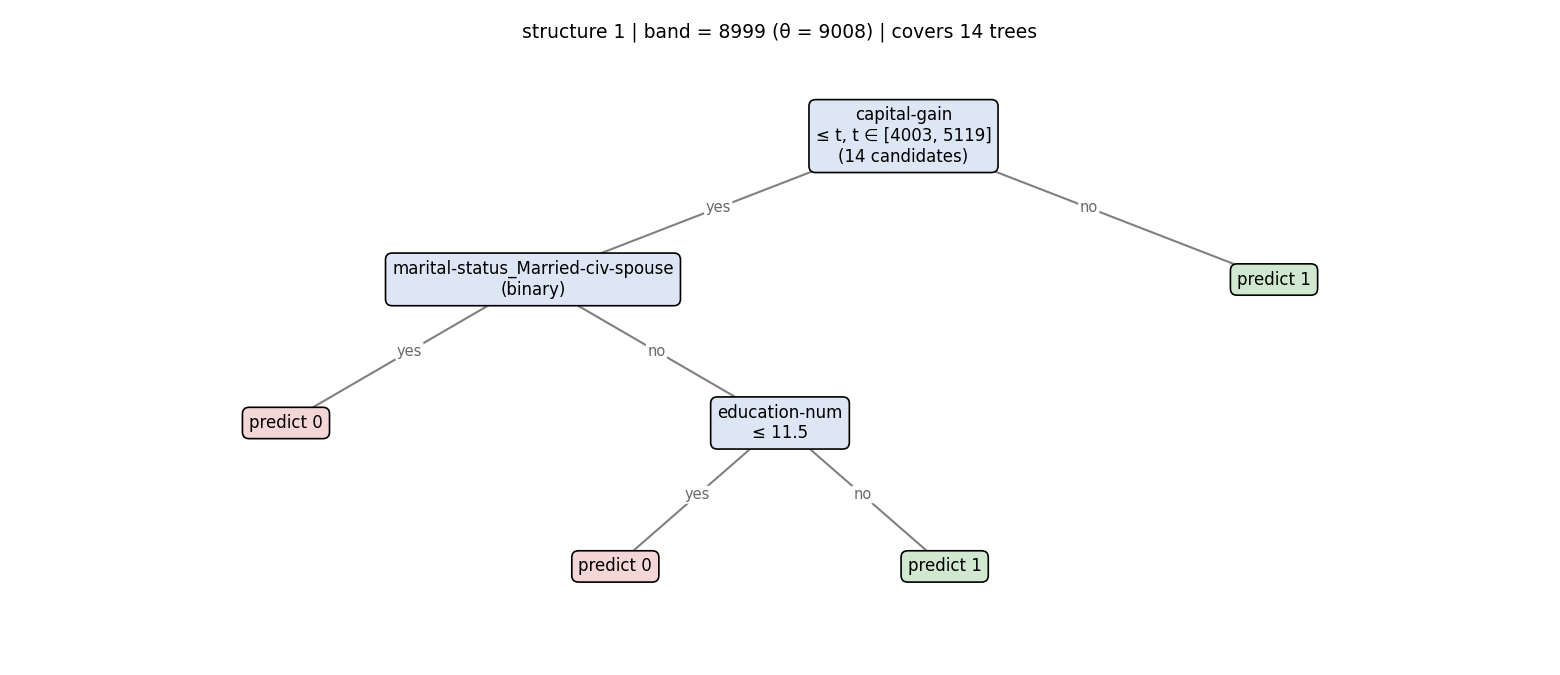 structure 1 | band = 8999 (θ = 9008) | covers 14 trees
capital-gain
≤ t, t ∈ [4003, 5119]
(14 candidates)
yes
no
marital-status_Married-civ-spouse
(binary)
predict 1
yes
no
predict 0
education-num
≤ 11.5
yes
no
predict 0
predict 1